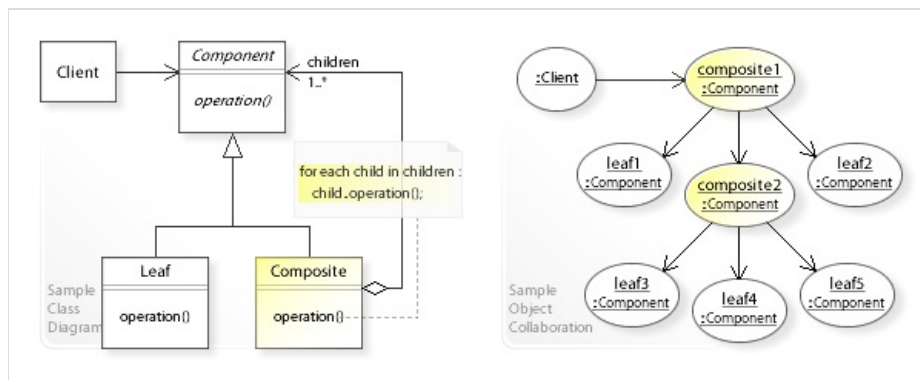 Client
Component
operation()
children
1..*
for each child in children :
child.operation();
Leaf
operation()
Composite
operation()
Sample
Class
Diagram
:Client
composite1
:Component
leaf1
:Component
composite2
:Component
leaf2
:Component
leaf3
:Component
leaf4
:Component
leaf5
:Component
Sample
Object
Collaboration